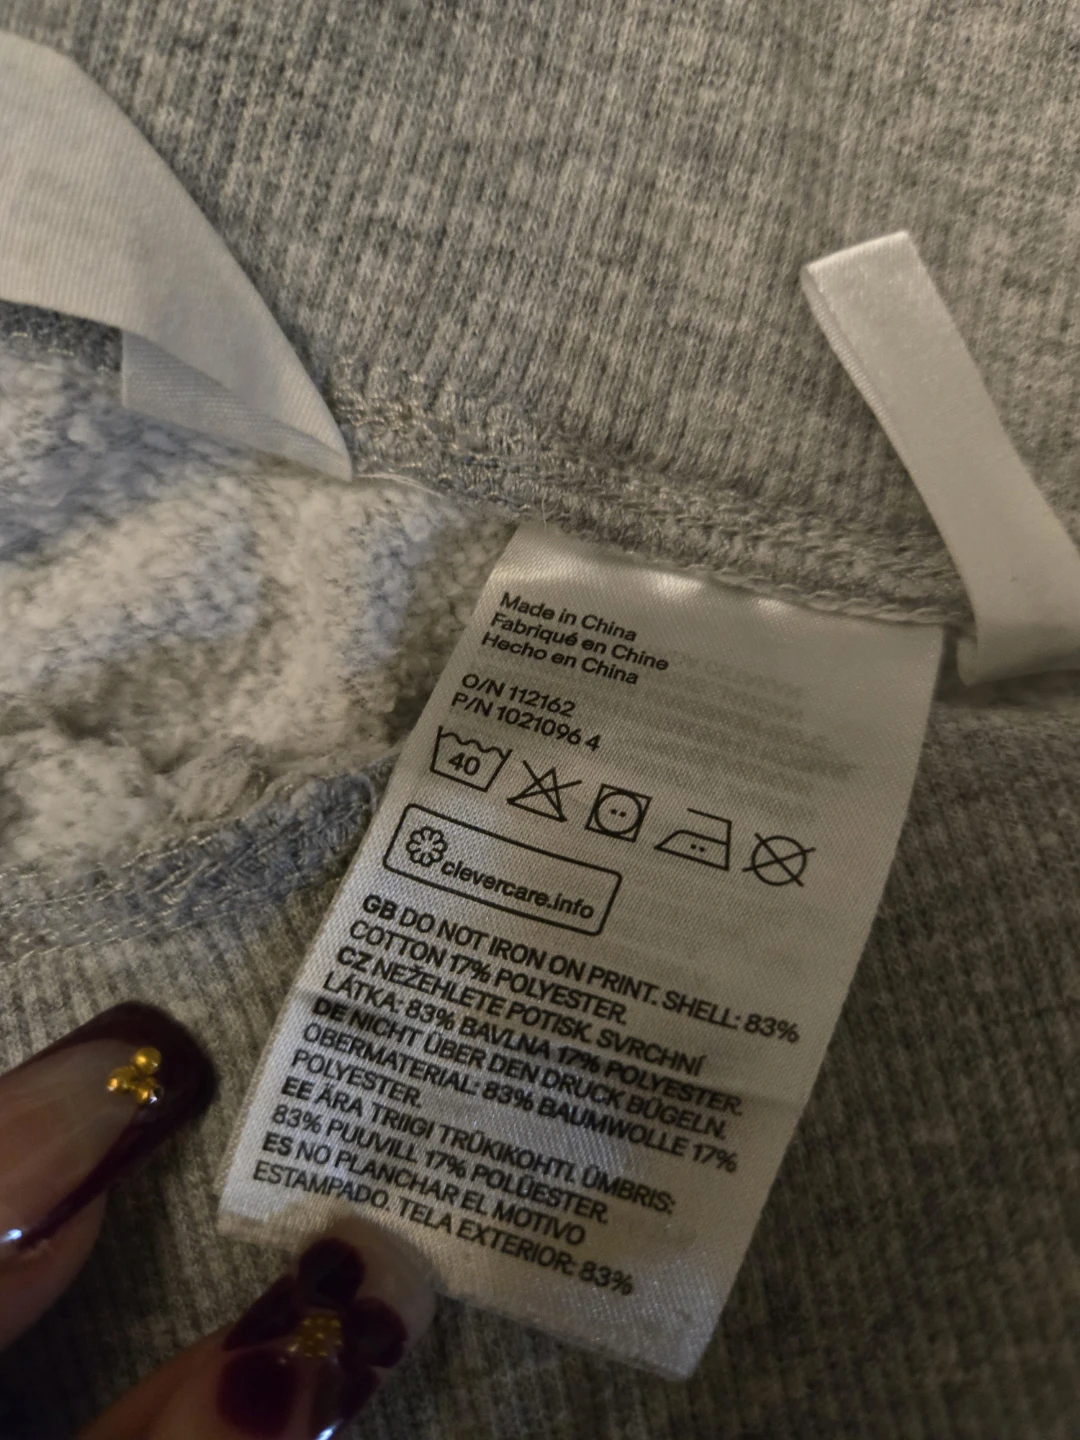 Made in China
Fabriqué en Chine
Hecho en China
O/N 112162
P/N 1021096 4
40
clevercare.info
GB DO NOT IRON ON PRINT. SHELL: 83%
COTTON 17% POLYESTER.
CZ NEŽEHLETE POTISK. SVRCHNÍ
LÁTKA: 83% BAVLNA 17% POLYESTER.
DE NICHT ÜBER DEN DRUCK BÜGELN.
OBERMATERIAL: 83% BAUMWOLLE 17%
POLYESTER.
EE ÄRA TRIIGI TRÜKIKOHTI. ÜMBRIS:
83% PUUVILL 17% POLÜESTER.
ES NO PLANCHAR EL MOTIVO
ESTAMPADO. TELA EXTERIOR: 83%